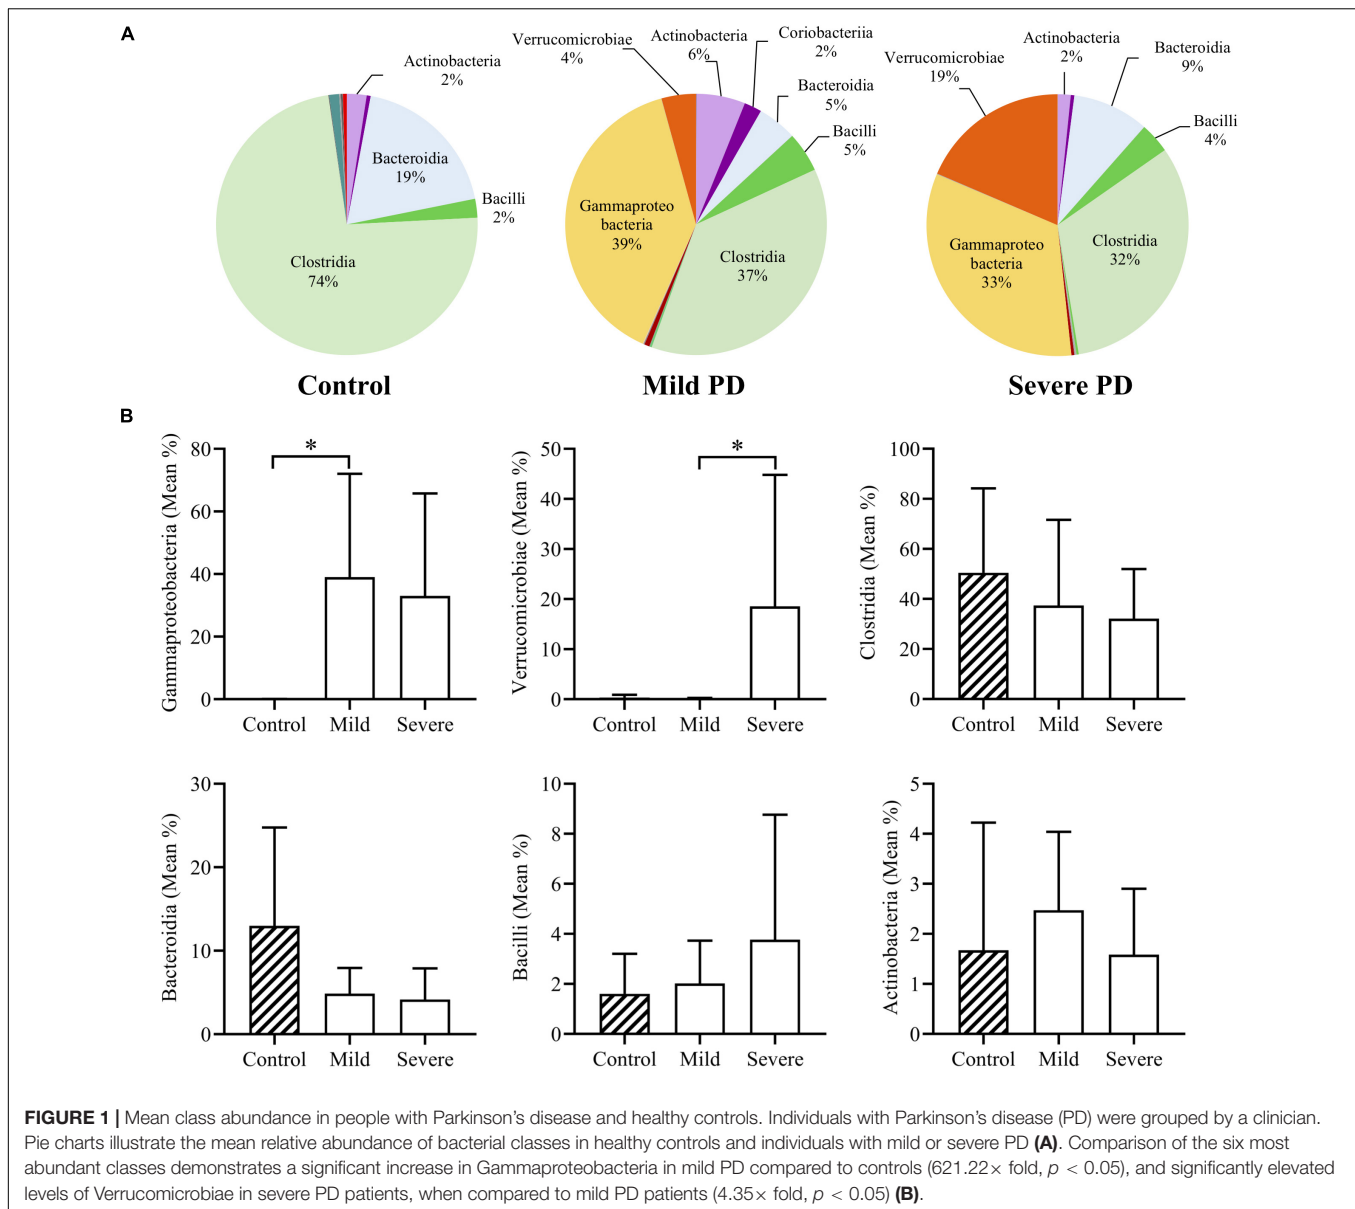 A
Actinobacteria
2%
Bacteroidia
19%
Bacilli
2%
Clostridia
74%
Control
Verrucomicrobiae
4%
Actinobacteria
6%
Coriobacteriia
2%
Bacteroidia
5%
Bacilli
5%
Gammaproteo
bacteria
39%
Clostridia
37%
Mild PD
Verrucomicrobiae
19%
Actinobacteria
2%
Bacteroidia
9%
Bacilli
4%
Gammaproteo
bacteria
33%
Clostridia
32%
Severe PD
B
Gammaproteobacteria (Mean %)
80
60
40
20
0
*
Control Mild Severe
Verrucomicrobiae (Mean %)
50
40
30
20
10
0
*
Control Mild Severe
Clostridia (Mean %)
100
80
60
40
20
0
Control Mild Severe
Bacteroidia (Mean %)
30
20
10
0
Control Mild Severe
Bacilli (Mean %)
10
8
6
4
2
0
Control Mild Severe
Actinobacteria (Mean %)
5
4
3
2
1
0
Control Mild Severe
FIGURE 1 | Mean class abundance in people with Parkinson's disease and healthy controls. Individuals with Parkinson's disease (PD) were grouped by a clinician.
Pie charts illustrate the mean relative abundance of bacterial classes in healthy controls and individuals with mild or severe PD (A). Comparison of the six most
abundant classes demonstrates a significant increase in Gammaproteobacteria in mild PD compared to controls (621.22× fold, p < 0.05), and significantly elevated
levels of Verrucomicrobiae in severe PD patients, when compared to mild PD patients (4.35× fold, p < 0.05) (B).